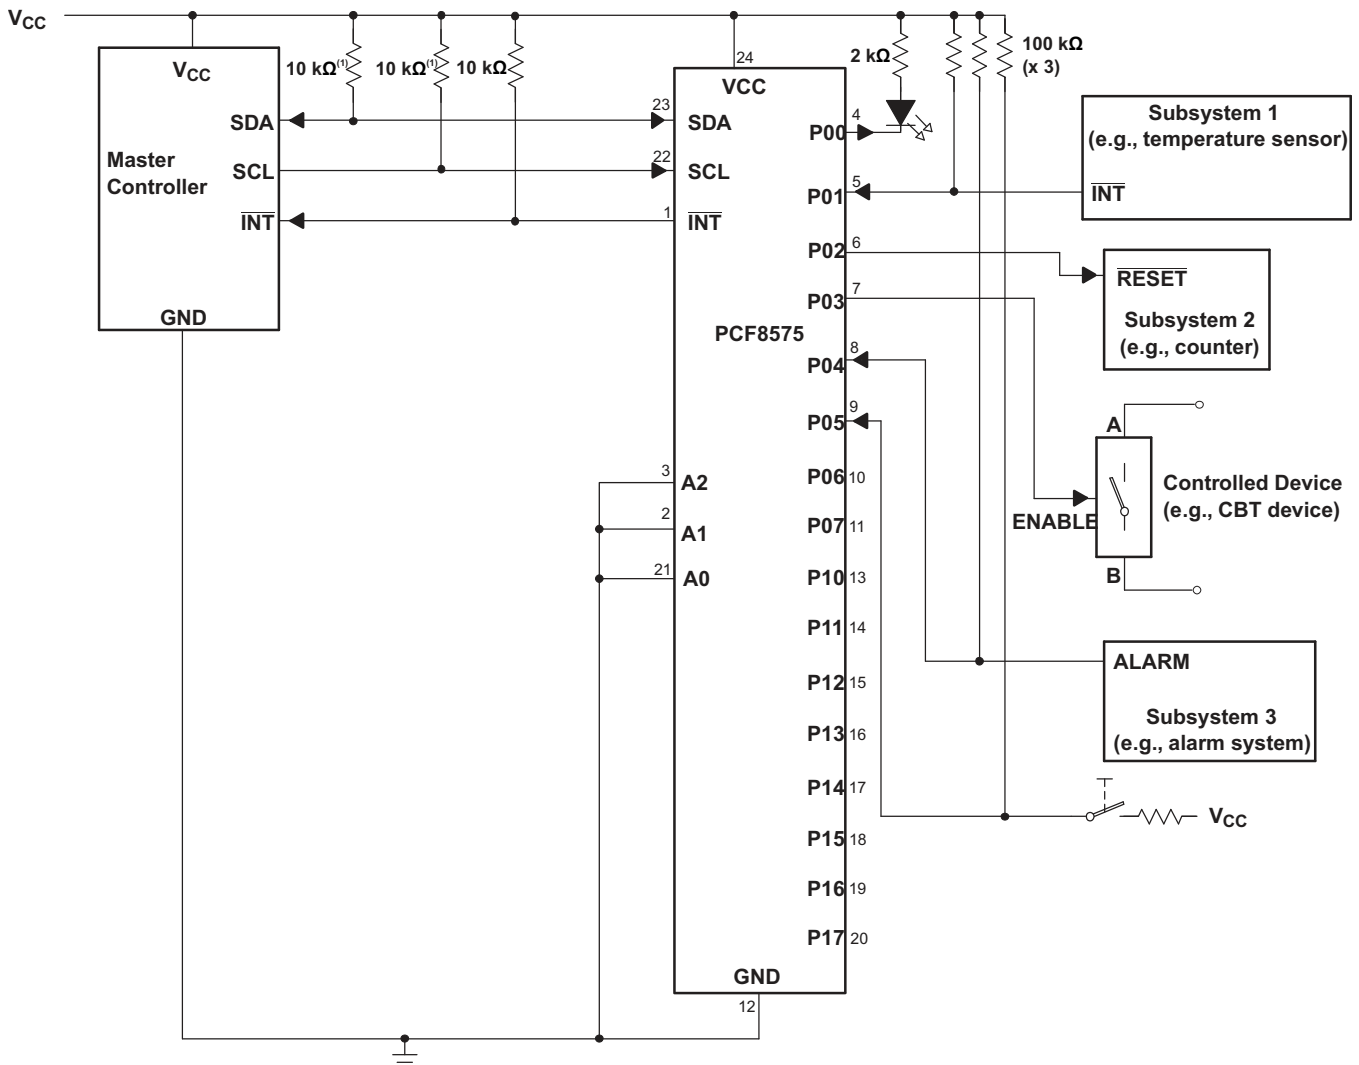 VCC
VCC
Master
Controller
SDA
SCL
INT
GND
10 kΩ(1)
10 kΩ(1)
10 kΩ
24
VCC
23
SDA
22
SCL
1
INT
PCF8575
3
A2
2
A1
21
A0
GND
12
P00
4
P01
5
P02
6
P03
7
P04
8
P05
9
P06 10
P07 11
P10 13
P11 14
P12 15
P13 16
P14 17
P15 18
P16 19
P17 20
2 kΩ
100 kΩ
(x 3)
Subsystem 1
(e.g., temperature sensor)
INT
RESET
Subsystem 2
(e.g., counter)
A
ENABLE
B
Controlled Device
(e.g., CBT device)
ALARM
Subsystem 3
(e.g., alarm system)
VCC